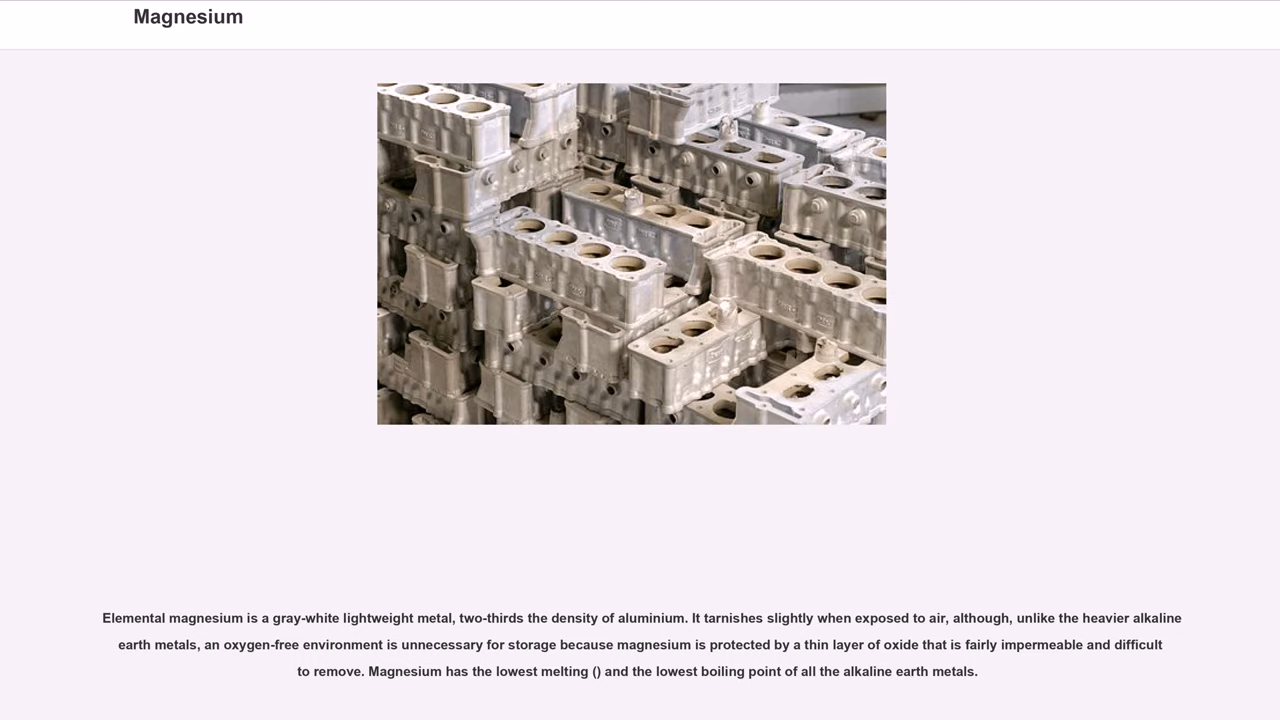 Magnesium
Elemental magnesium is a gray-white lightweight metal, two-thirds the density of aluminium. It tarnishes slightly when exposed to air, although, unlike the heavier alkaline
earth metals, an oxygen-free environment is unnecessary for storage because magnesium is protected by a thin layer of oxide that is fairly impermeable and difficult
to remove. Magnesium has the lowest melting () and the lowest boiling point of all the alkaline earth metals.